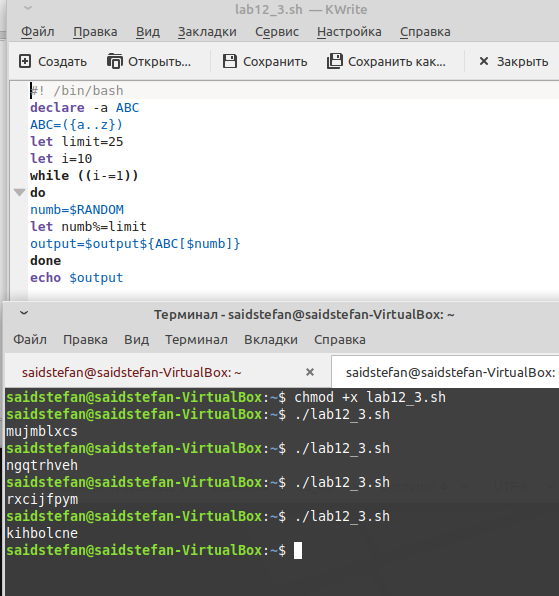 lab12_3.sh — KWrite
Файл Правка Вид Закладки Сервис Настройка Справка
Создать Открыть... Сохранить Сохранить как... Закрыть
#! /bin/bash
declare -a ABC
ABC=({a..z})
let limit=25
let i=10
while ((i-=1))
do
numb=$RANDOM
let numb%=limit
output=$output${ABC[$numb]}
done
echo $output
Терминал - saidstefan@saidstefan-VirtualBox: ~
Файл Правка Вид Терминал Вкладки Справка
saidstefan@saidstefan-VirtualBox: ~ saidstefan@saidstefan-VirtualBox: ~
saidstefan@saidstefan-VirtualBox:~$ chmod +x lab12_3.sh
saidstefan@saidstefan-VirtualBox:~$ ./lab12_3.sh
mujmblxcs
saidstefan@saidstefan-VirtualBox:~$ ./lab12_3.sh
ngqtrhveh
saidstefan@saidstefan-VirtualBox:~$ ./lab12_3.sh
rxcijfpym
saidstefan@saidstefan-VirtualBox:~$ ./lab12_3.sh
kihbolcne
saidstefan@saidstefan-VirtualBox:~$